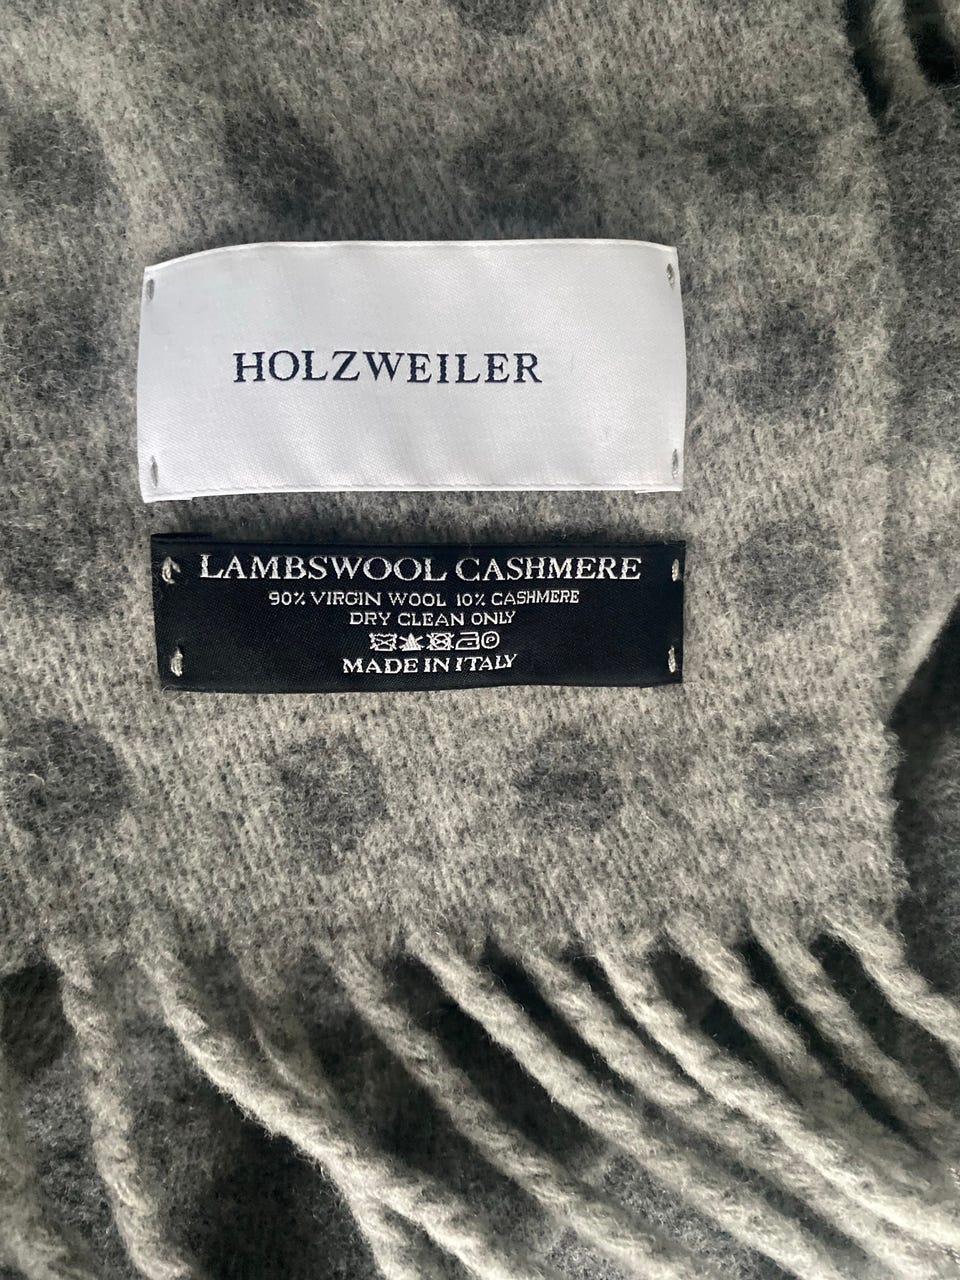 HOLZWEILER
LAMBSWOOL CASHMERE
90% VIRGIN WOOL 10% CASHMERE
DRY CLEAN ONLY
MADE IN ITALY